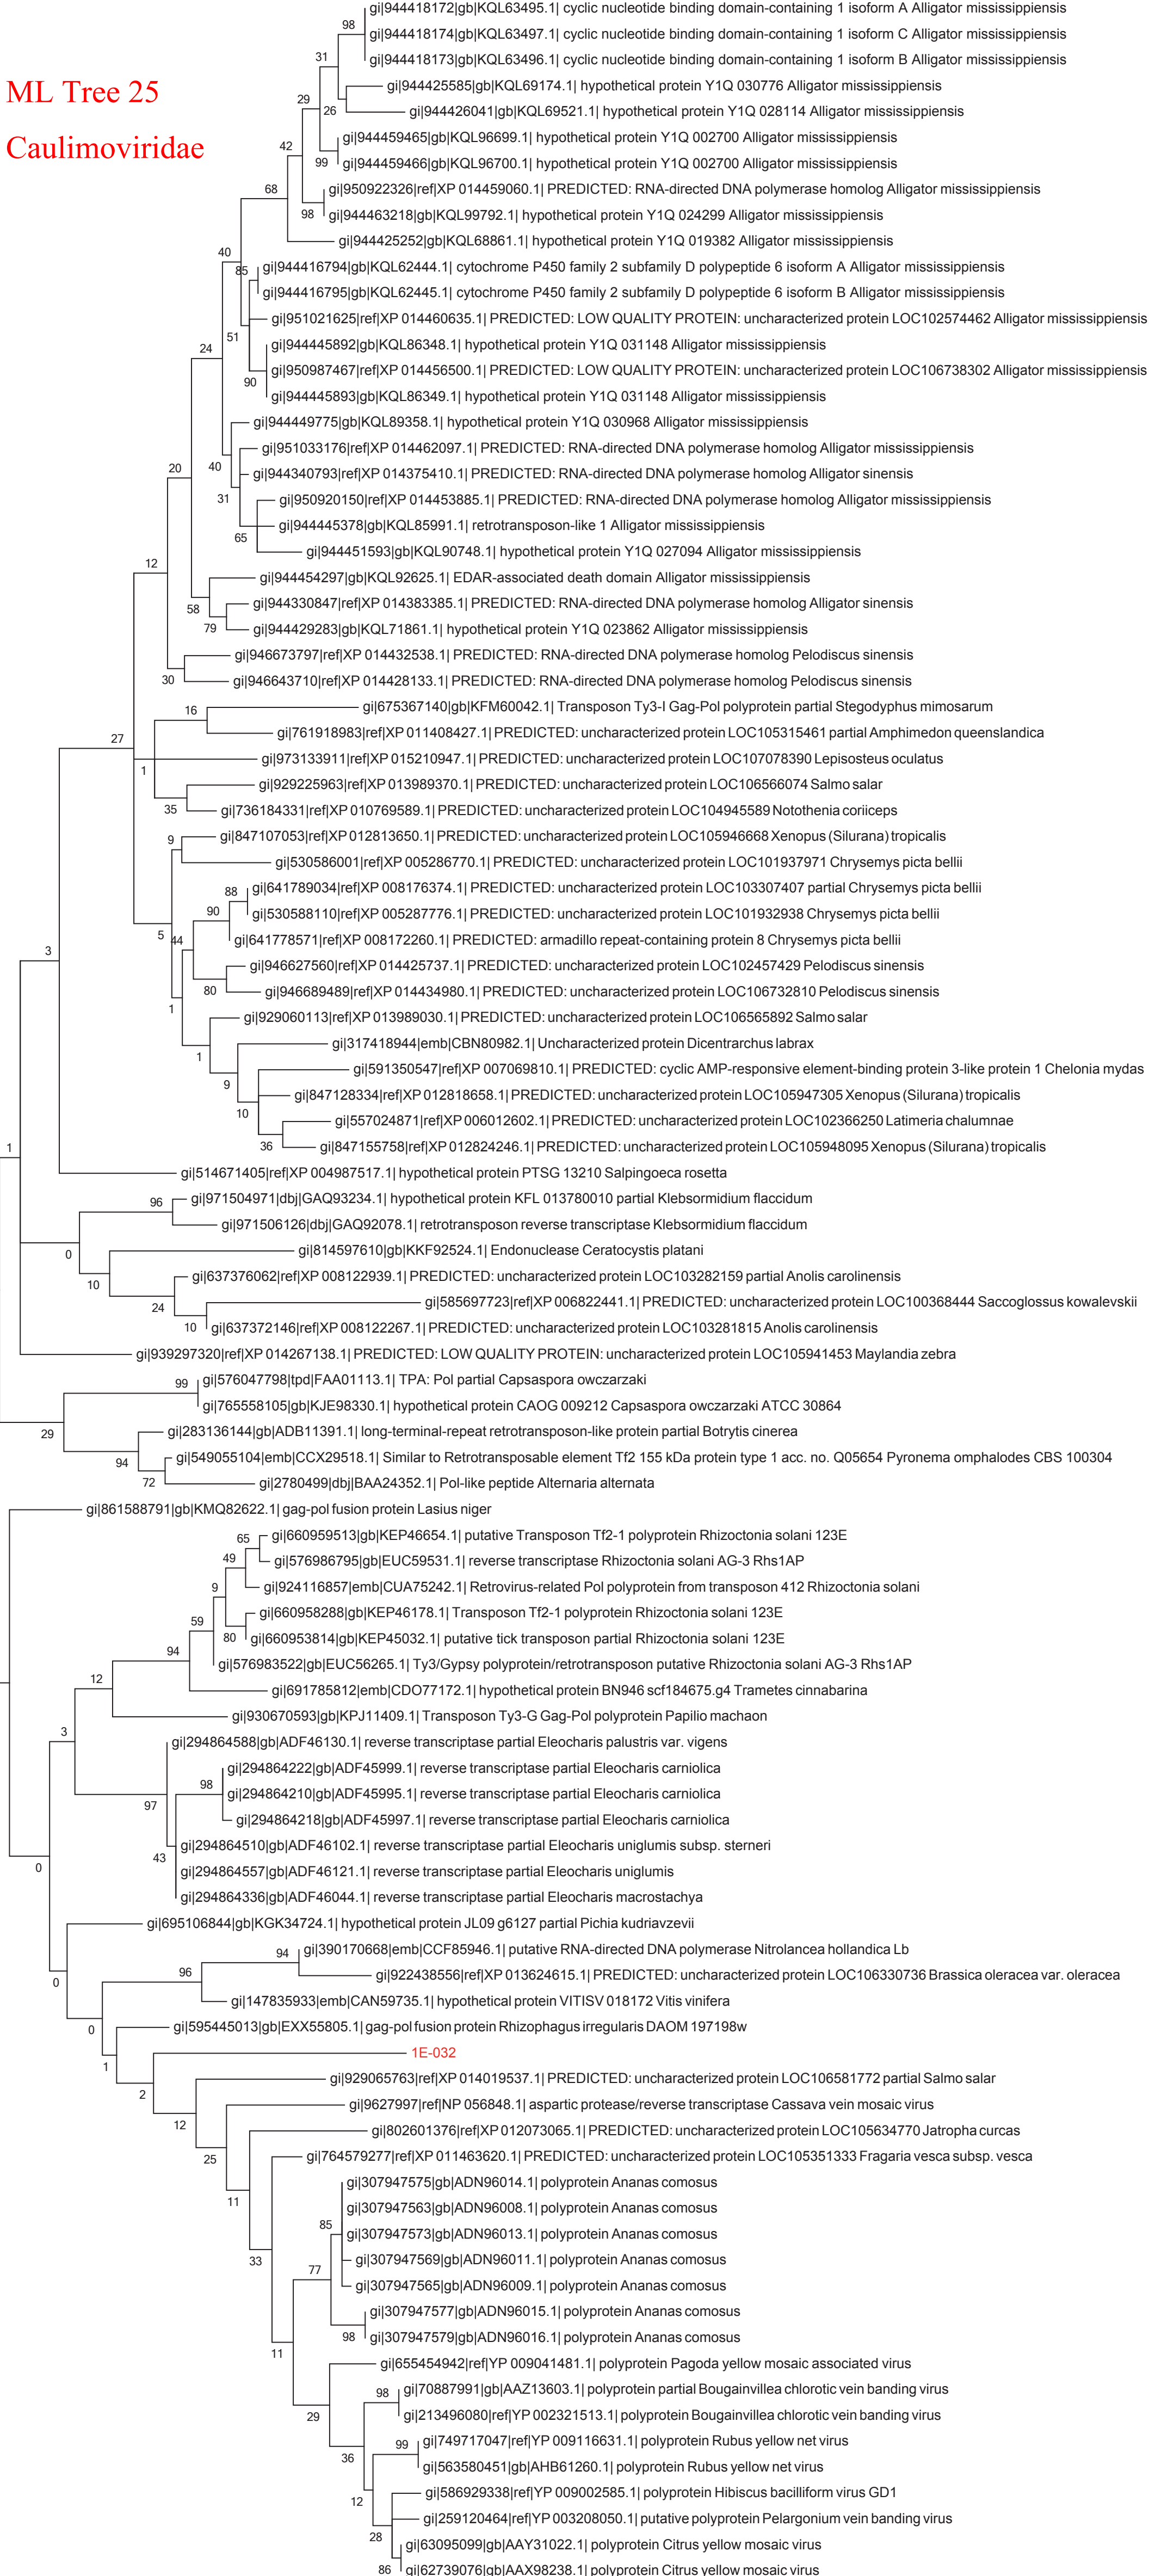 ML Tree 25
Caulimoviridae
gi|944418172|gb|KQL63495.1| cyclic nucleotide binding domain-containing 1 isoform A Alligator mississippiensis
98
gi|944418174|gb|KQL63497.1| cyclic nucleotide binding domain-containing 1 isoform C Alligator mississippiensis
31
gi|944418173|gb|KQL63496.1| cyclic nucleotide binding domain-containing 1 isoform B Alligator mississippiensis
gi|944425585|gb|KQL69174.1| hypothetical protein Y1Q 030776 Alligator mississippiensis
29
26
gi|944426041|gb|KQL69521.1| hypothetical protein Y1Q 028114 Alligator mississippiensis
gi|944459465|gb|KQL96699.1| hypothetical protein Y1Q 002700 Alligator mississippiensis
42
99
gi|944459466|gb|KQL96700.1| hypothetical protein Y1Q 002700 Alligator mississippiensis
68
gi|950922326|ref|XP 014459060.1| PREDICTED: RNA-directed DNA polymerase homolog Alligator mississippiensis
98
gi|944463218|gb|KQL99792.1| hypothetical protein Y1Q 024299 Alligator mississippiensis
gi|944425252|gb|KQL68861.1| hypothetical protein Y1Q 019382 Alligator mississippiensis
40
85
gi|944416794|gb|KQL62444.1| cytochrome P450 family 2 subfamily D polypeptide 6 isoform A Alligator mississippiensis
gi|944416795|gb|KQL62445.1| cytochrome P450 family 2 subfamily D polypeptide 6 isoform B Alligator mississippiensis
gi|951021625|ref|XP 014460635.1| PREDICTED: LOW QUALITY PROTEIN: uncharacterized protein LOC102574462 Alligator mississippiensis
51
gi|944445892|gb|KQL86348.1| hypothetical protein Y1Q 031148 Alligator mississippiensis
24
gi|950987467|ref|XP 014456500.1| PREDICTED: LOW QUALITY PROTEIN: uncharacterized protein LOC106738302 Alligator mississippiensis
90
gi|944445893|gb|KQL86349.1| hypothetical protein Y1Q 031148 Alligator mississippiensis
gi|944449775|gb|KQL89358.1| hypothetical protein Y1Q 030968 Alligator mississippiensis
gi|951033176|ref|XP 014462097.1| PREDICTED: RNA-directed DNA polymerase homolog Alligator mississippiensis
20
40
gi|944340793|ref|XP 014375410.1| PREDICTED: RNA-directed DNA polymerase homolog Alligator sinensis
31
gi|950920150|ref|XP 014453885.1| PREDICTED: RNA-directed DNA polymerase homolog Alligator mississippiensis
gi|944445378|gb|KQL85991.1| retrotransposon-like 1 Alligator mississippiensis
65
gi|944451593|gb|KQL90748.1| hypothetical protein Y1Q 027094 Alligator mississippiensis
12
gi|944454297|gb|KQL92625.1| EDAR-associated death domain Alligator mississippiensis
58
gi|944330847|ref|XP 014383385.1| PREDICTED: RNA-directed DNA polymerase homolog Alligator sinensis
79
gi|944429283|gb|KQL71861.1| hypothetical protein Y1Q 023862 Alligator mississippiensis
gi|946673797|ref|XP 014432538.1| PREDICTED: RNA-directed DNA polymerase homolog Pelodiscus sinensis
30
gi|946643710|ref|XP 014428133.1| PREDICTED: RNA-directed DNA polymerase homolog Pelodiscus sinensis
16
gi|675367140|gb|KFM60042.1| Transposon Ty3-I Gag-Pol polyprotein partial Stegodyphus mimosarum
gi|761918983|ref|XP 011408427.1| PREDICTED: uncharacterized protein LOC105315461 partial Amphimedon queenslandica
27
gi|973133911|ref|XP 015210947.1| PREDICTED: uncharacterized protein LOC107078390 Lepisosteus oculatus
1
gi|929225963|ref|XP 013989370.1| PREDICTED: uncharacterized protein LOC106566074 Salmo salar
35
gi|736184331|ref|XP 010769589.1| PREDICTED: uncharacterized protein LOC104945589 Notothenia coriiceps
9
gi|847107053|ref|XP 012813650.1| PREDICTED: uncharacterized protein LOC105946668 Xenopus (Silurana) tropicalis
gi|530586001|ref|XP 005286770.1| PREDICTED: uncharacterized protein LOC101937971 Chrysemys picta bellii
88
gi|641789034|ref|XP 008176374.1| PREDICTED: uncharacterized protein LOC103307407 partial Chrysemys picta bellii
90
gi|530588110|ref|XP 005287776.1| PREDICTED: uncharacterized protein LOC101932938 Chrysemys picta bellii
5
44
gi|641778571|ref|XP 008172260.1| PREDICTED: armadillo repeat-containing protein 8 Chrysemys picta bellii
3
gi|946627560|ref|XP 014425737.1| PREDICTED: uncharacterized protein LOC102457429 Pelodiscus sinensis
80
gi|946689489|ref|XP 014434980.1| PREDICTED: uncharacterized protein LOC106732810 Pelodiscus sinensis
1
gi|929060113|ref|XP 013989030.1| PREDICTED: uncharacterized protein LOC106565892 Salmo salar
gi|317418944|emb|CBN80982.1| Uncharacterized protein Dicentrarchus labrax
1
gi|591350547|ref|XP 007069810.1| PREDICTED: cyclic AMP-responsive element-binding protein 3-like protein 1 Chelonia mydas
9
gi|847128334|ref|XP 012818658.1| PREDICTED: uncharacterized protein LOC105947305 Xenopus (Silurana) tropicalis
10
gi|557024871|ref|XP 006012602.1| PREDICTED: uncharacterized protein LOC102366250 Latimeria chalumnae
36
gi|847155758|ref|XP 012824246.1| PREDICTED: uncharacterized protein LOC105948095 Xenopus (Silurana) tropicalis
1
gi|514671405|ref|XP 004987517.1| hypothetical protein PTSG 13210 Salpingoeca rosetta
96
gi|971504971|dbj|GAQ93234.1| hypothetical protein KFL 013780010 partial Klebsormidium flaccidum
gi|971506126|dbj|GAQ92078.1| retrotransposon reverse transcriptase Klebsormidium flaccidum
0
gi|814597610|gb|KKF92524.1| Endonuclease Ceratocystis platani
10
gi|637376062|ref|XP 008122939.1| PREDICTED: uncharacterized protein LOC103282159 partial Anolis carolinensis
24
gi|585697723|ref|XP 006822441.1| PREDICTED: uncharacterized protein LOC100368444 Saccoglossus kowalevskii
10
gi|637372146|ref|XP 008122267.1| PREDICTED: uncharacterized protein LOC103281815 Anolis carolinensis
gi|939297320|ref|XP 014267138.1| PREDICTED: LOW QUALITY PROTEIN: uncharacterized protein LOC105941453 Maylandia zebra
99
gi|576047798|tpd|FAA01113.1| TPA: Pol partial Capsaspora owczarzaki
gi|765558105|gb|KJE98330.1| hypothetical protein CAOG 009212 Capsaspora owczarzaki ATCC 30864
29
gi|283136144|gb|ADB11391.1| long-terminal-repeat retrotransposon-like protein partial Botrytis cinerea
94
gi|549055104|emb|CCX29518.1| Similar to Retrotransposable element Tf2 155 kDa protein type 1 acc. no. Q05654 Pyronema omphalodes CBS 100304
72
gi|2780499|dbj|BAA24352.1| Pol-like peptide Alternaria alternata
gi|861588791|gb|KMQ82622.1| gag-pol fusion protein Lasius niger
65
gi|660959513|gb|KEP46654.1| putative Transposon Tf2-1 polyprotein Rhizoctonia solani 123E
49
gi|576986795|gb|EUC59531.1| reverse transcriptase Rhizoctonia solani AG-3 Rhs1AP
9
gi|924116857|emb|CUA75242.1| Retrovirus-related Pol polyprotein from transposon 412 Rhizoctonia solani
59
gi|660958288|gb|KEP46178.1| Transposon Tf2-1 polyprotein Rhizoctonia solani 123E
80
gi|660953814|gb|KEP45032.1| putative tick transposon partial Rhizoctonia solani 123E
94
gi|576983522|gb|EUC56265.1| Ty3/Gypsy polyprotein/retrotransposon putative Rhizoctonia solani AG-3 Rhs1AP
12
gi|691785812|emb|CDO77172.1| hypothetical protein BN946 scf184675.g4 Trametes cinnabarina
gi|930670593|gb|KPJ11409.1| Transposon Ty3-G Gag-Pol polyprotein Papilio machaon
3
gi|294864588|gb|ADF46130.1| reverse transcriptase partial Eleocharis palustris var. vigens
gi|294864222|gb|ADF45999.1| reverse transcriptase partial Eleocharis carniolica
98
gi|294864210|gb|ADF45995.1| reverse transcriptase partial Eleocharis carniolica
97
gi|294864218|gb|ADF45997.1| reverse transcriptase partial Eleocharis carniolica
gi|294864510|gb|ADF46102.1| reverse transcriptase partial Eleocharis uniglumis subsp. sterneri
43
gi|294864557|gb|ADF46121.1| reverse transcriptase partial Eleocharis uniglumis
0
gi|294864336|gb|ADF46044.1| reverse transcriptase partial Eleocharis macrostachya
gi|695106844|gb|KGK34724.1| hypothetical protein JL09 g6127 partial Pichia kudriavzevii
94
gi|390170668|emb|CCF85946.1| putative RNA-directed DNA polymerase Nitrolancea hollandica Lb
96
gi|922438556|ref|XP 013624615.1| PREDICTED: uncharacterized protein LOC106330736 Brassica oleracea var. oleracea
0
gi|147835933|emb|CAN59735.1| hypothetical protein VITISV 018172 Vitis vinifera
0
gi|595445013|gb|EXX55805.1| gag-pol fusion protein Rhizophagus irregularis DAOM 197198w
1E-032
1
gi|929065763|ref|XP 014019537.1| PREDICTED: uncharacterized protein LOC106581772 partial Salmo salar
2
gi|9627997|ref|NP 056848.1| aspartic protease/reverse transcriptase Cassava vein mosaic virus
12
gi|802601376|ref|XP 012073065.1| PREDICTED: uncharacterized protein LOC105634770 Jatropha curcas
25
gi|764579277|ref|XP 011463620.1| PREDICTED: uncharacterized protein LOC105351333 Fragaria vesca subsp. vesca
gi|307947575|gb|ADN96014.1| polyprotein Ananas comosus
11
gi|307947563|gb|ADN96008.1| polyprotein Ananas comosus
85
gi|307947573|gb|ADN96013.1| polyprotein Ananas comosus
33
gi|307947569|gb|ADN96011.1| polyprotein Ananas comosus
77
gi|307947565|gb|ADN96009.1| polyprotein Ananas comosus
gi|307947577|gb|ADN96015.1| polyprotein Ananas comosus
98
gi|307947579|gb|ADN96016.1| polyprotein Ananas comosus
11
gi|655454942|ref|YP 009041481.1| polyprotein Pagoda yellow mosaic associated virus
98
gi|70887991|gb|AAZ13603.1| polyprotein partial Bougainvillea chlorotic vein banding virus
29
gi|213496080|ref|YP 002321513.1| polyprotein Bougainvillea chlorotic vein banding virus
99
gi|749717047|ref|YP 009116631.1| polyprotein Rubus yellow net virus
36
gi|563580451|gb|AHB61260.1| polyprotein Rubus yellow net virus
gi|586929338|ref|YP 009002585.1| polyprotein Hibiscus bacilliform virus GD1
12
gi|259120464|ref|YP 003208050.1| putative polyprotein Pelargonium vein banding virus
28
gi|63095099|gb|AAY31022.1| polyprotein Citrus yellow mosaic virus
86
gi|62739076|gb|AAX98238.1| polyprotein Citrus yellow mosaic virus